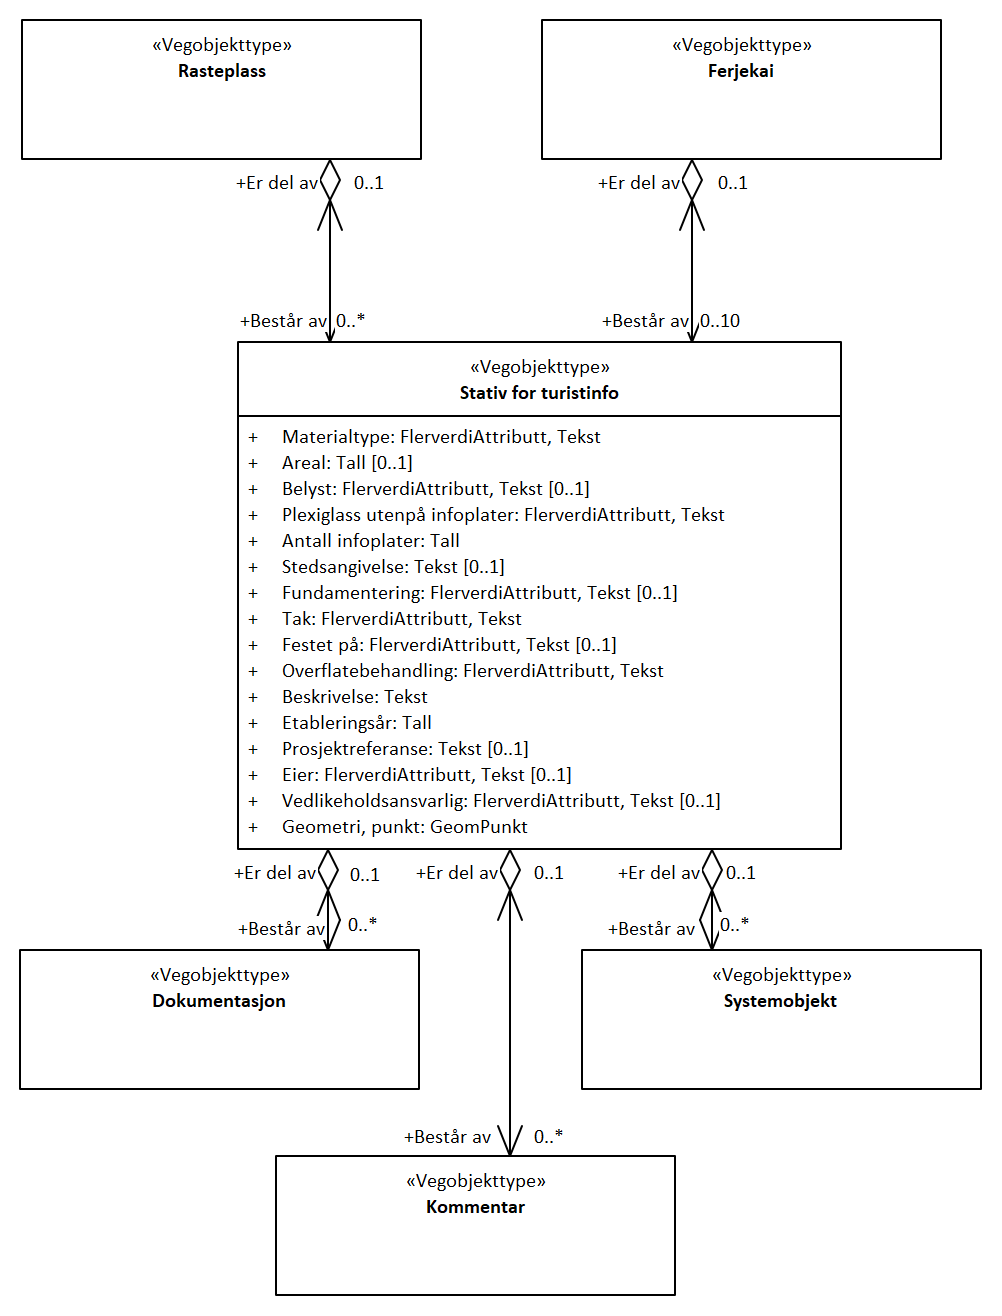 «Vegobjekttype»
Rasteplass
«Vegobjekttype»
Ferjekai
+Er del av 0..1
+Er del av 0..1
+Består av 0..*
+Består av 0..10
«Vegobjekttype»
Stativ for turistinfo
+ Materialtype: FlerverdiAttributt, Tekst
+ Areal: Tall [0..1]
+ Belyst: FlerverdiAttributt, Tekst [0..1]
+ Plexiglass utenpå infoplater: FlerverdiAttributt, Tekst
+ Antall infoplater: Tall
+ Stedsangivelse: Tekst [0..1]
+ Fundamentering: FlerverdiAttributt, Tekst [0..1]
+ Tak: FlerverdiAttributt, Tekst
+ Festet på: FlerverdiAttributt, Tekst [0..1]
+ Overflatebehandling: FlerverdiAttributt, Tekst
+ Beskrivelse: Tekst
+ Etableringsår: Tall
+ Prosjektreferanse: Tekst [0..1]
+ Eier: FlerverdiAttributt, Tekst [0..1]
+ Vedlikeholdsansvarlig: FlerverdiAttributt, Tekst [0..1]
+ Geometri, punkt: GeomPunkt
+Er del av 0..1
+Er del av 0..1
+Er del av 0..1
+Består av 0..*
+Består av 0..*
«Vegobjekttype»
Dokumentasjon
«Vegobjekttype»
Systemobjekt
+Består av 0..*
«Vegobjekttype»
Kommentar